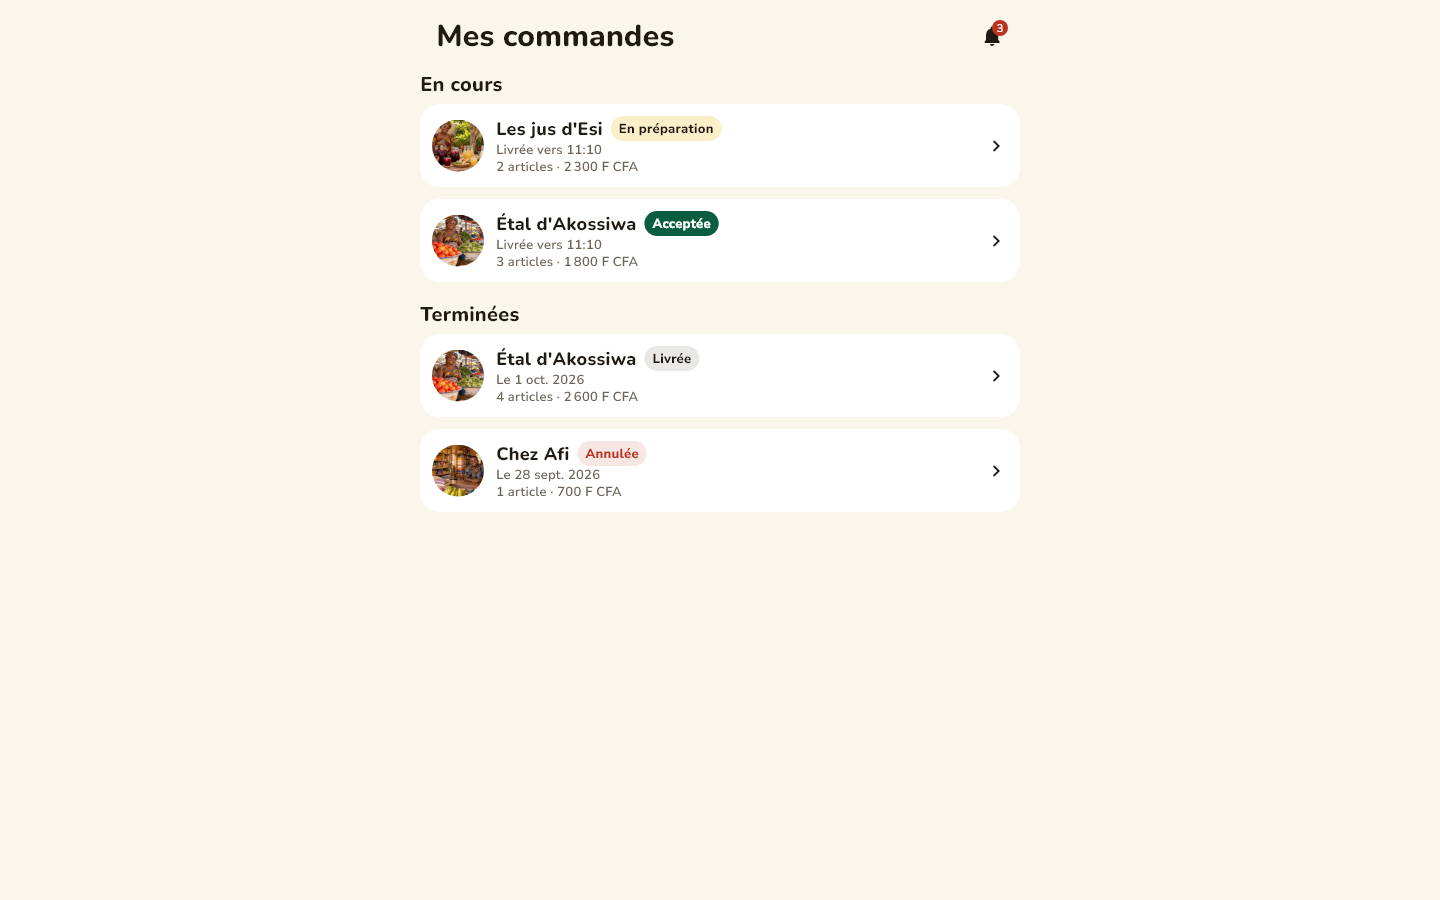 Mes commandes
3
En cours
Les jus d'Esi
En préparation
Livrée vers 11:10
2 articles · 2 300 F CFA
Étal d'Akossiwa
Acceptée
Livrée vers 11:10
3 articles · 1 800 F CFA
Terminées
Étal d'Akossiwa
Livrée
Le 1 oct. 2026
4 articles · 2 600 F CFA
Chez Afi
Annulée
Le 28 sept. 2026
1 article · 700 F CFA